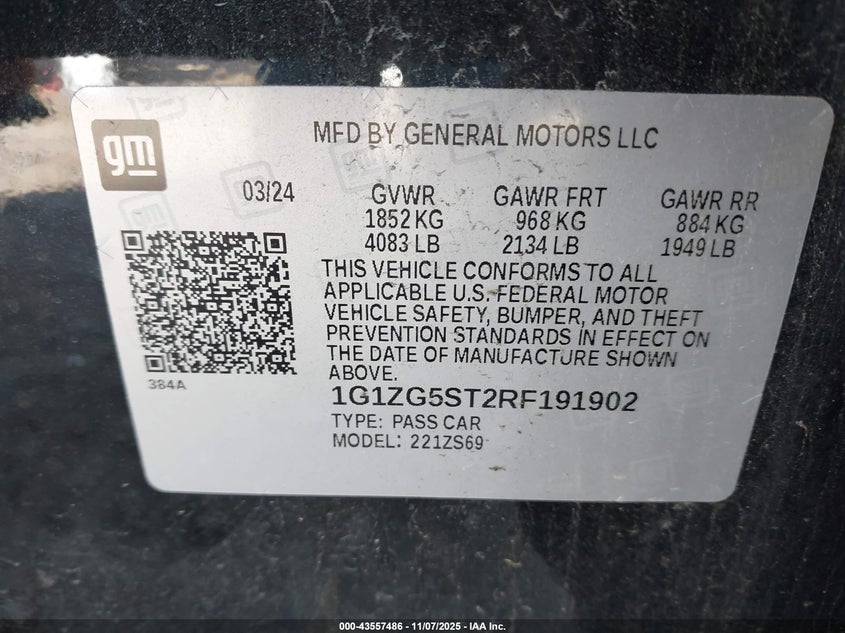 gm
MFD BY GENERAL MOTORS LLC
03/24 GVWR GAWR FRT GAWR RR
1852 KG 968 KG 884 KG
4083 LB 2134 LB 1949 LB
THIS VEHICLE CONFORMS TO ALL
APPLICABLE U.S. FEDERAL MOTOR
VEHICLE SAFETY, BUMPER, AND THEFT
PREVENTION STANDARDS IN EFFECT ON
THE DATE OF MANUFACTURE SHOWN
ABOVE.
384A
1G1ZG5ST2RF191902
TYPE: PASS CAR
MODEL: 221ZS69
000-43557486 - 11/07/2025 - IAA Inc.